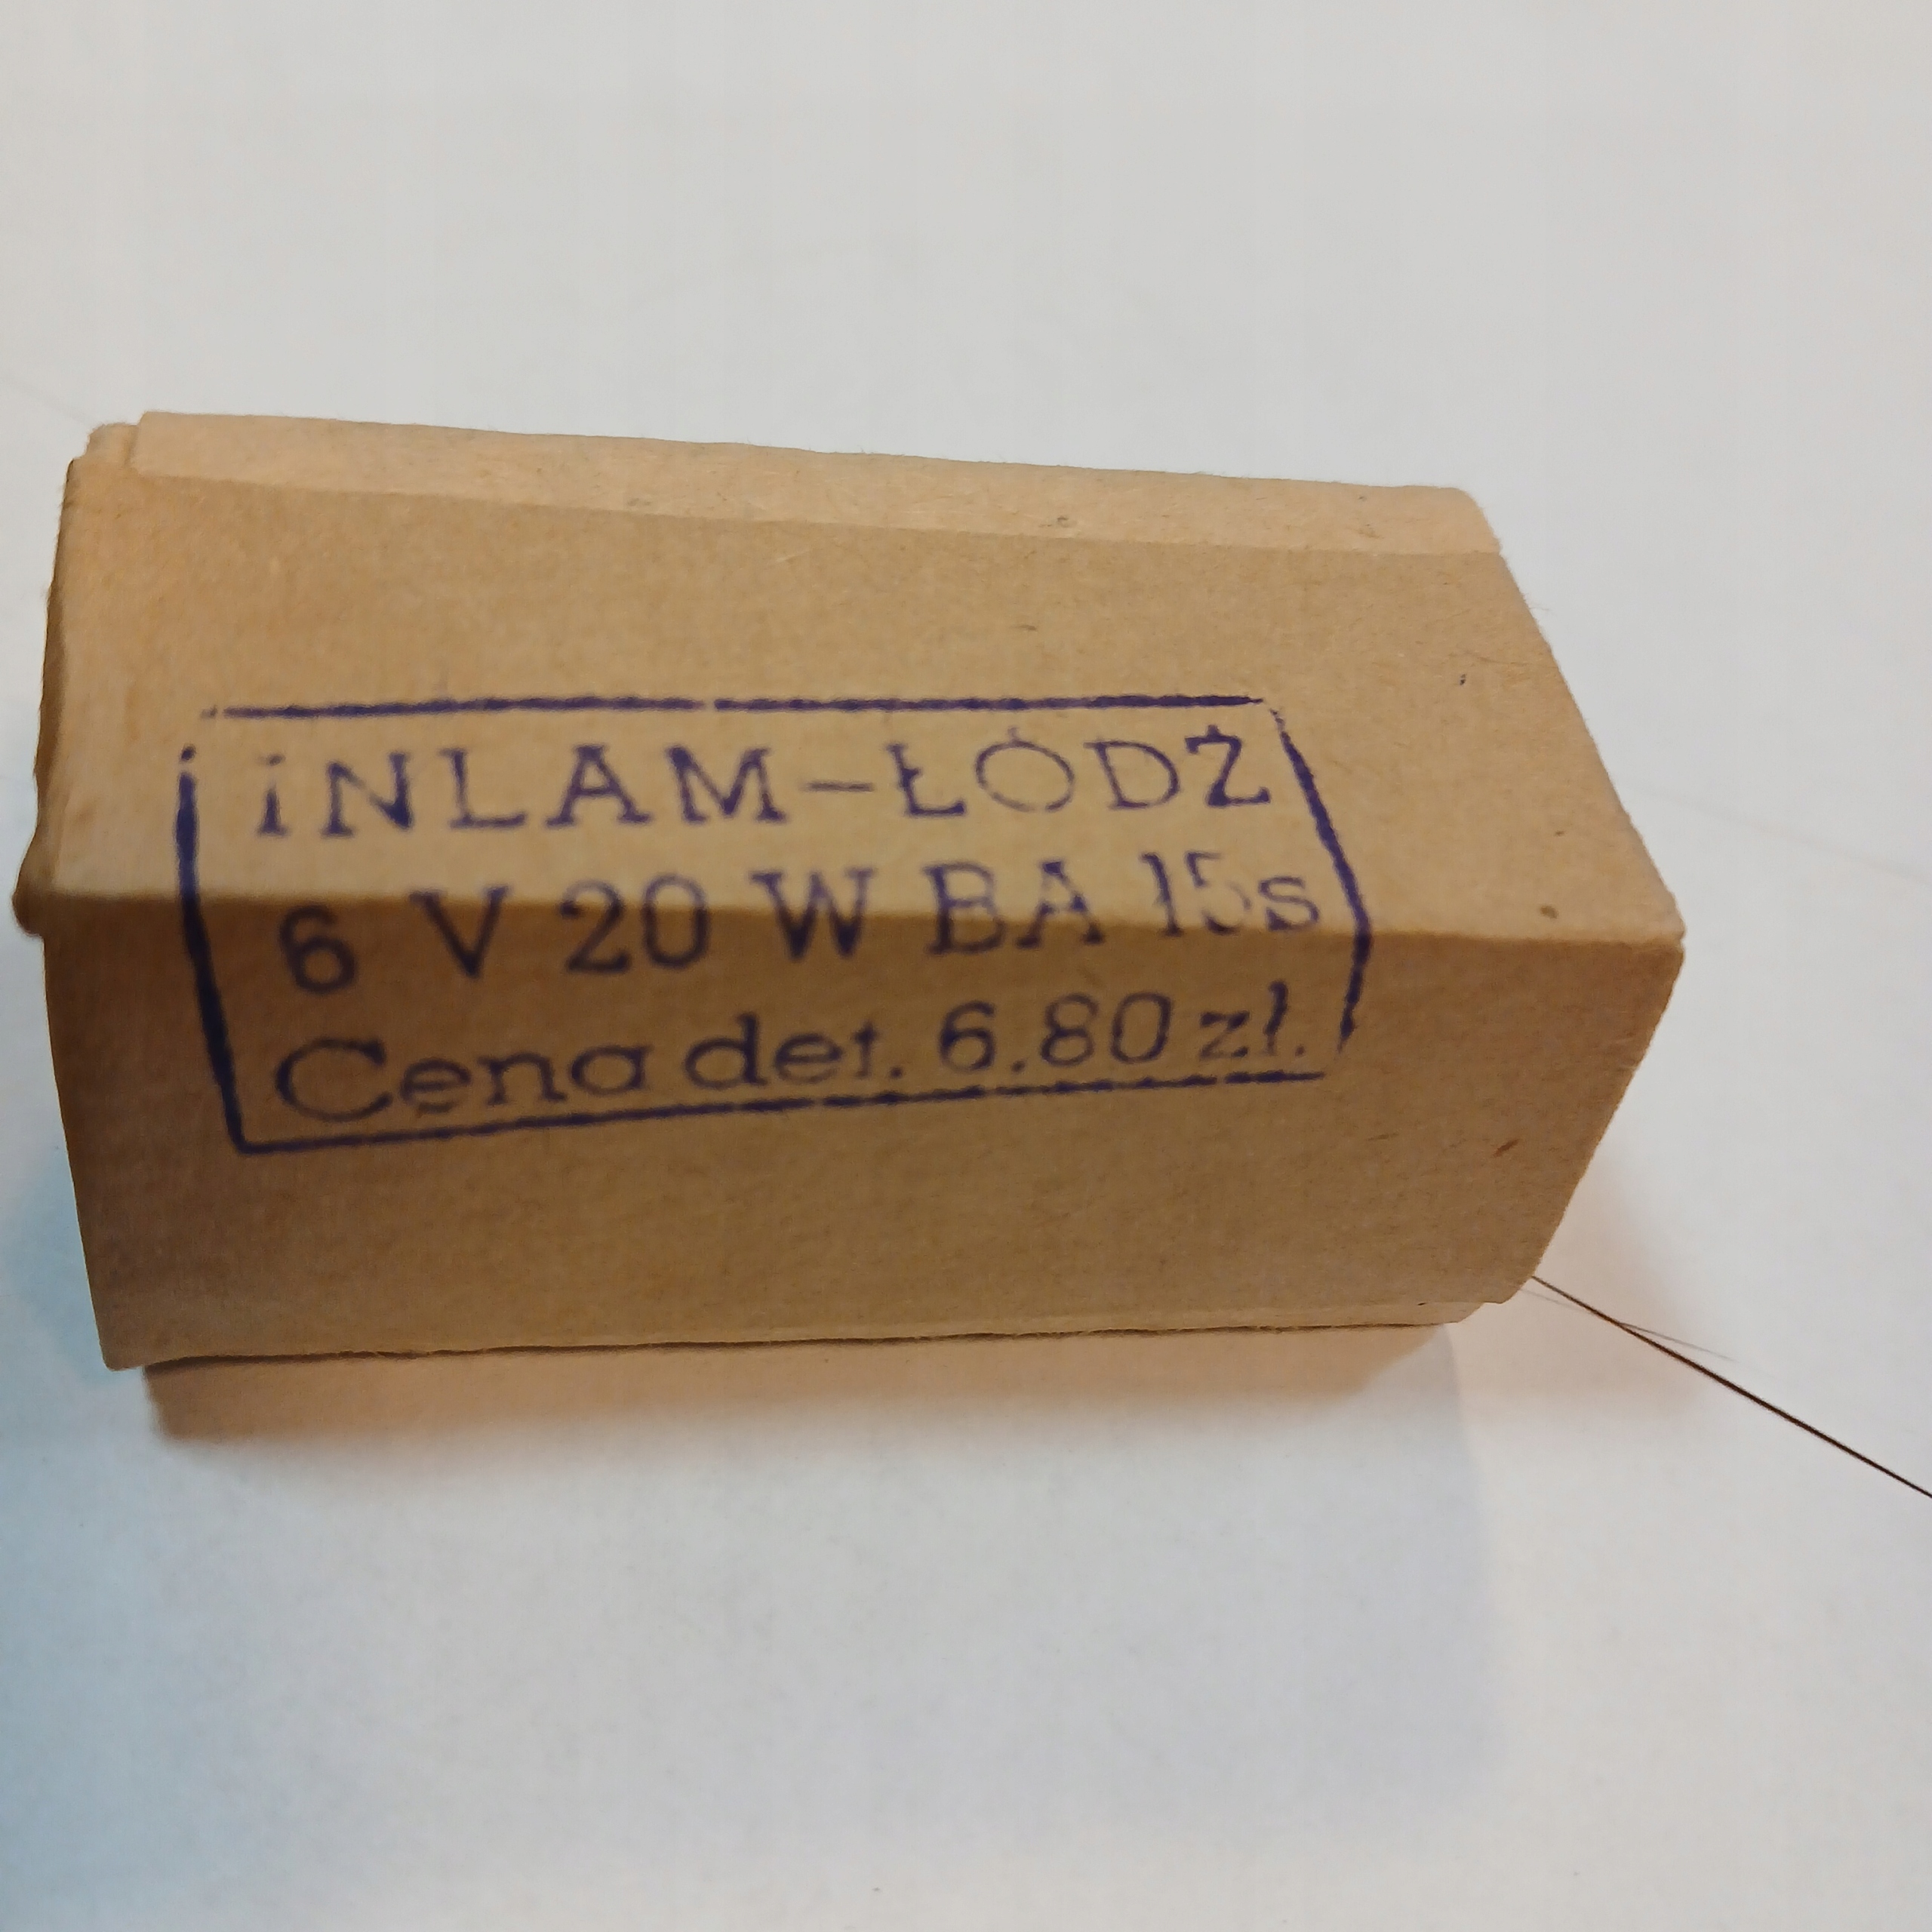 INLAM-ŁÓDŹ
6 V 20 W BA 15s
Cena det. 6.80 zł.